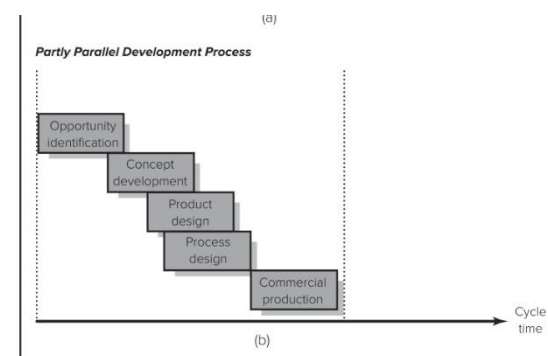 (a)
Partly Parallel Development Process
Opportunity
identification
Concept
development
Product
design
Process
design
Commercial
production
Cycle
time
(b)